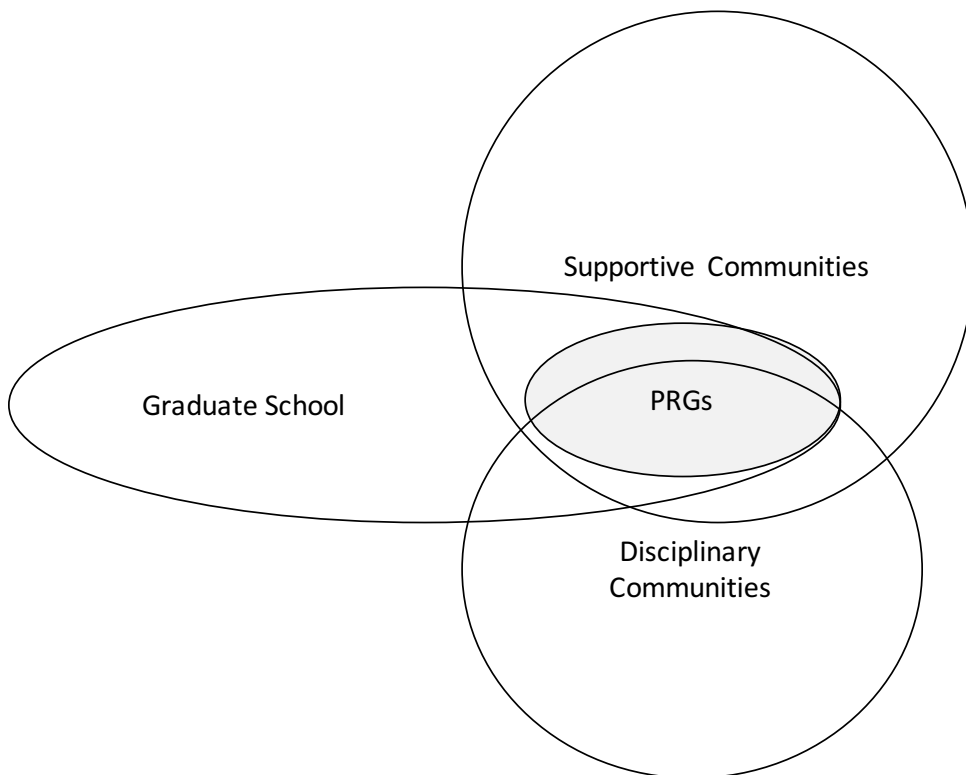 Supportive Communities
Graduate School
PRGs
Disciplinary
Communities